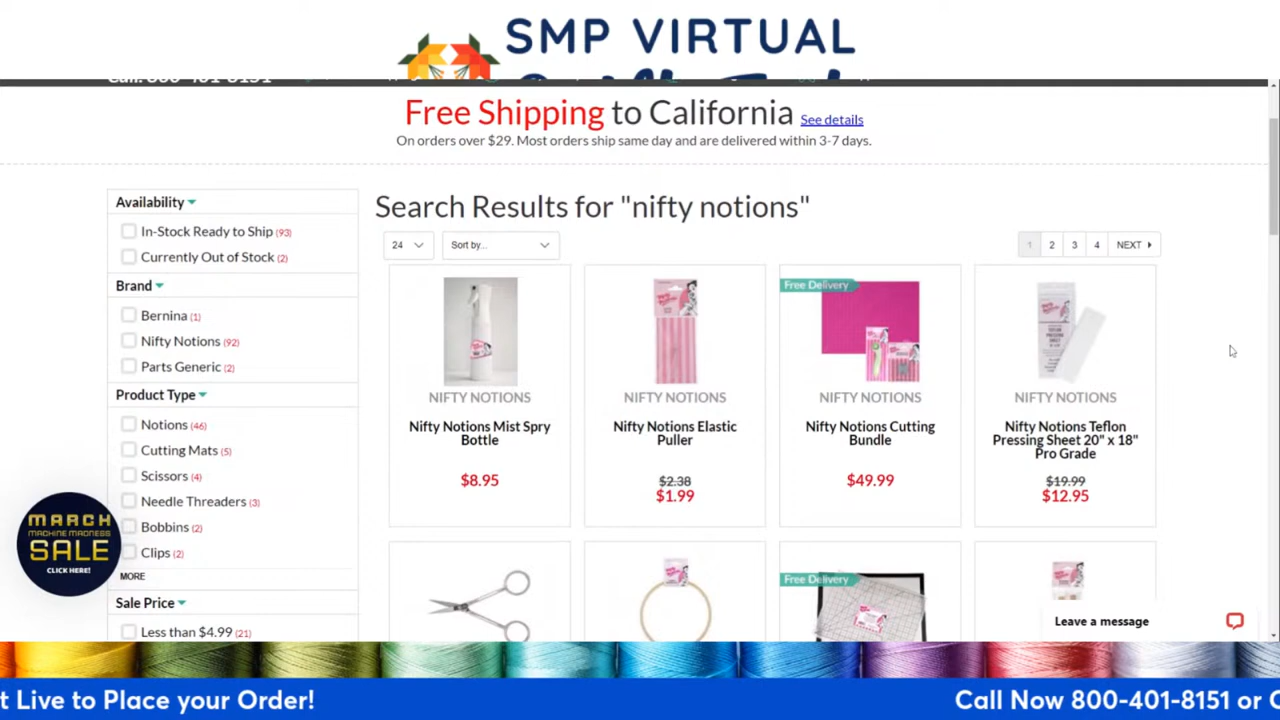 SMP VIRTUAL
Free Shipping to California See details
On orders over $29. Most orders ship same day and are delivered within 3-7 days.
Availability
In-Stock Ready to Ship (93)
Currently Out of Stock (2)
Brand
Bernina (1)
Nifty Notions (92)
Parts Generic (2)
Product Type
Notions (46)
Cutting Mats (5)
Scissors (4)
Needle Threaders (3)
Bobbins (2)
Clips (2)
MORE
Sale Price
Less than $4.99 (21)
MARCH
MACHINE MADNESS
SALE
CLICK HERE!
Search Results for "nifty notions"
24
Sort by...
1 2 3 4 NEXT
NIFTY NOTIONS
Nifty Notions Mist Spry
Bottle
$8.95
NIFTY NOTIONS
Nifty Notions Elastic
Puller
$2.38
$1.99
Free Delivery
NIFTY NOTIONS
Nifty Notions Cutting
Bundle
$49.99
NIFTY NOTIONS
Nifty Notions Teflon
Pressing Sheet 20" x 18"
Pro Grade
$19.99
$12.95
Free Delivery
Leave a message
t Live to Place your Order!
Call Now 800-401-8151 or C